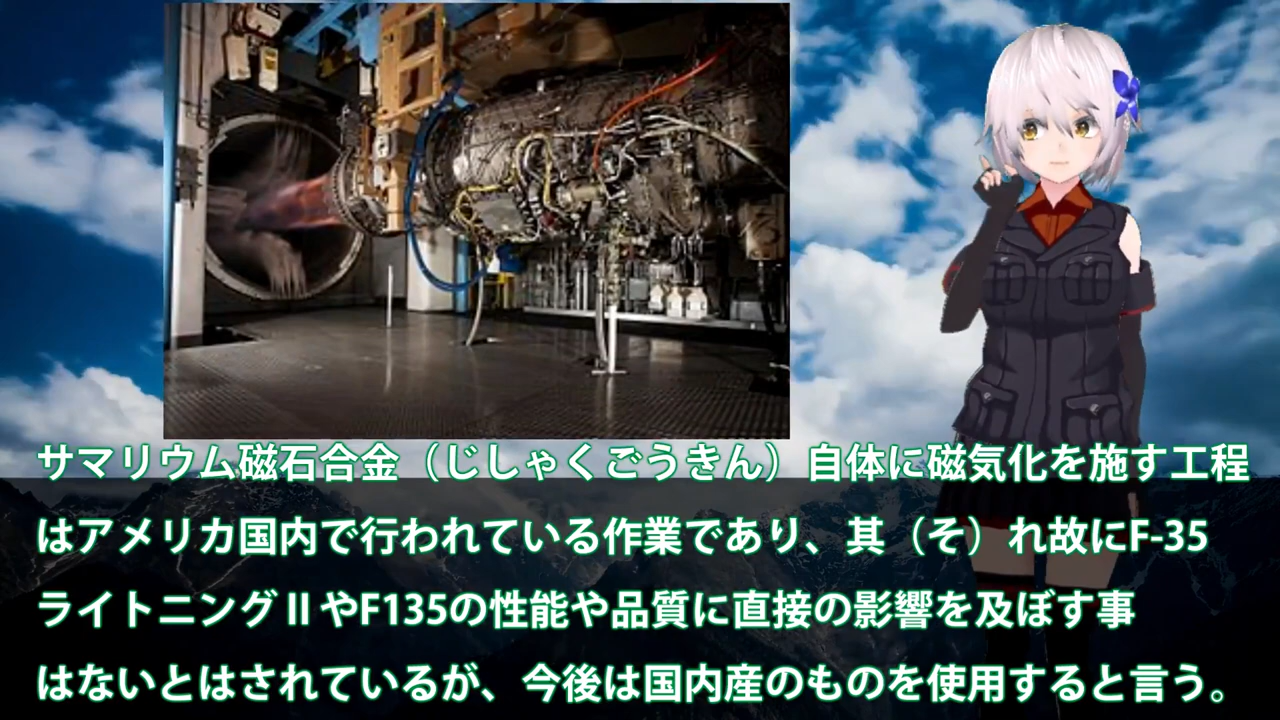 サマリウム磁石合金（じしゃくごうきん）自体に磁気化を施す工程
はアメリカ国内で行われている作業であり、其（そ）れ故にF-35
ライトニングⅡやF135の性能や品質に直接の影響を及ぼす事
はないとはされているが、今後は国内産のものを使用すると言う。